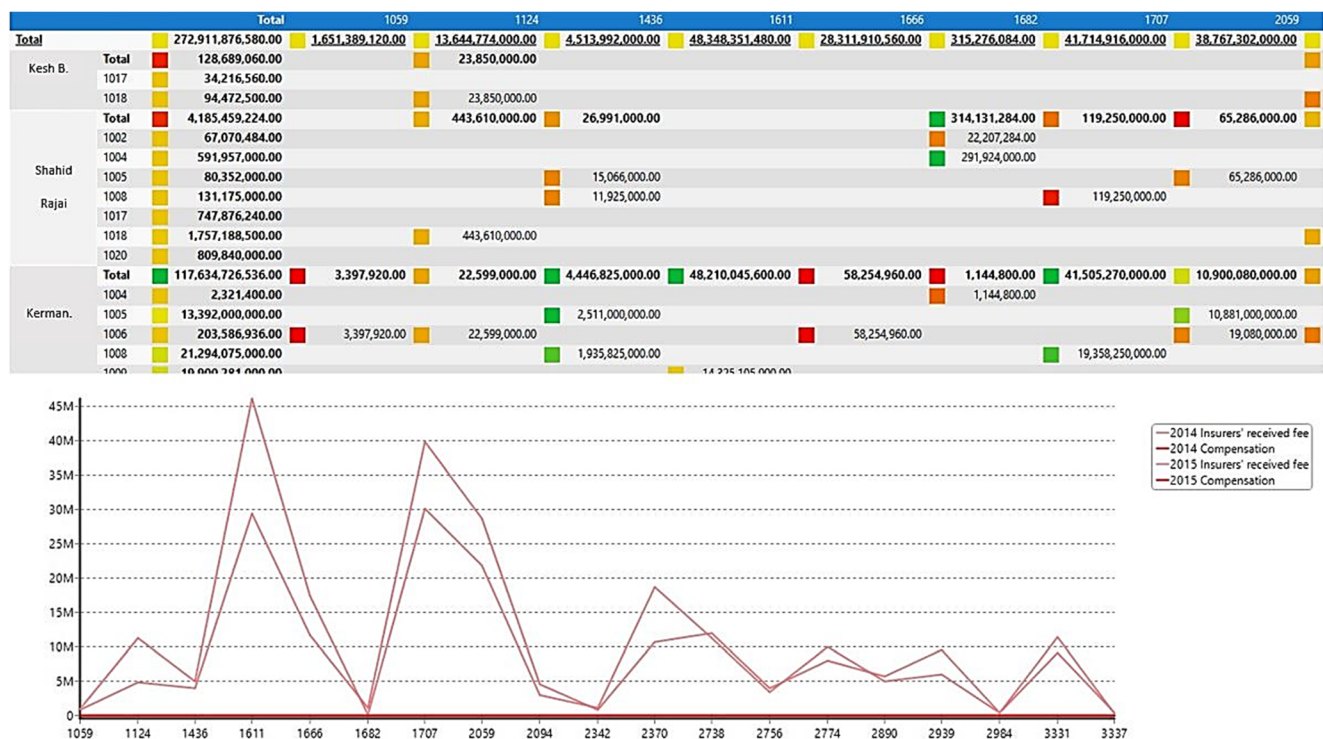 Total 1059 1124 1436 1611 1666 1682 1707 2059
Total 272,911,876,580.00 1,651,389,120.00 13,644,774,000.00 4,513,992,000.00 48,348,351,480.00 28,311,910,560.00 315,276,084.00 41,714,916,000.00 38,767,302,000.00
Kesh B. Total 128,689,060.00 23,850,000.00
1017 34,216,560.00
1018 94,472,500.00 23,850,000.00
Total 4,185,459,224.00 443,610,000.00 26,991,000.00 314,131,284.00 119,250,000.00 65,286,000.00
1002 67,070,484.00 22,207,284.00
1004 591,957,000.00 291,924,000.00
Shahid 1005 80,352,000.00 15,066,000.00 65,286,000.00
Rajai 1008 131,175,000.00 11,925,000.00 119,250,000.00
1017 747,876,240.00
1018 1,757,188,500.00 443,610,000.00
1020 809,840,000.00
Total 117,634,726,536.00 3,397,920.00 22,599,000.00 4,446,825,000.00 48,210,045,600.00 58,254,960.00 1,144,800.00 41,505,270,000.00 10,900,080,000.00
1004 2,321,400.00 1,144,800.00
Kerman. 1005 13,392,000,000.00 2,511,000,000.00 10,881,000,000.00
1006 203,586,936.00 3,397,920.00 22,599,000.00 58,254,960.00 19,080,000.00
1008 21,294,075,000.00 1,935,825,000.00 19,358,250,000.00
1009 19,900,281,000.00 14,325,105,000.00
45M
40M
35M
30M
25M
20M
15M
10M
5M
0
1059 1124 1436 1611 1666 1682 1707 2059 2094 2342 2370 2738 2756 2774 2890 2939 2984 3331 3337
2014 Insurers' received fee
2014 Compensation
2015 Insurers' received fee
2015 Compensation